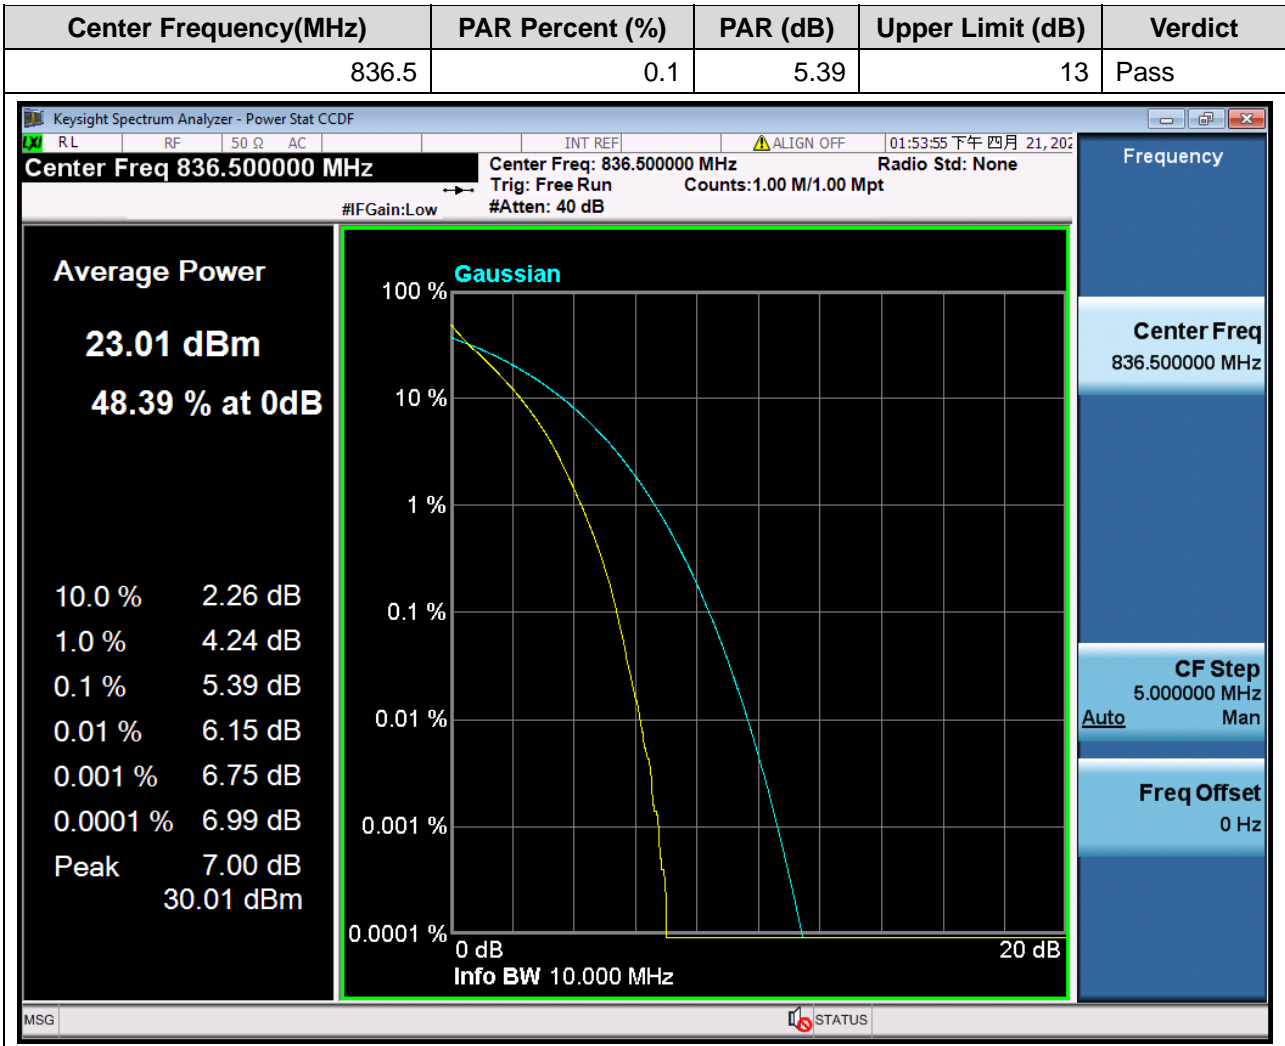 Center Frequency(MHz) PAR Percent (%) PAR (dB) Upper Limit (dB) Verdict
836.5 0.1 5.39 13 Pass
Keysight Spectrum Analyzer - Power Stat CCDF
LXI RL RF 50 Ω AC INT REF ALIGN OFF 01:53:55 下午 四月 21, 202
Center Freq 836.500000 MHz
Center Freq: 836.500000 MHz Radio Std: None
Trig: Free Run Counts:1.00 M/1.00 Mpt
#IFGain:Low #Atten: 40 dB
Average Power
23.01 dBm
48.39 % at 0dB
10.0 % 2.26 dB
1.0 % 4.24 dB
0.1 % 5.39 dB
0.01 % 6.15 dB
0.001 % 6.75 dB
0.0001 % 6.99 dB
Peak 7.00 dB
30.01 dBm
Gaussian
100 %
10 %
1 %
0.1 %
0.01 %
0.001 %
0.0001 %
0 dB 20 dB
Info BW 10.000 MHz
Frequency
Center Freq
836.500000 MHz
CF Step
5.000000 MHz
Auto Man
Freq Offset
0 Hz
MSG STATUS